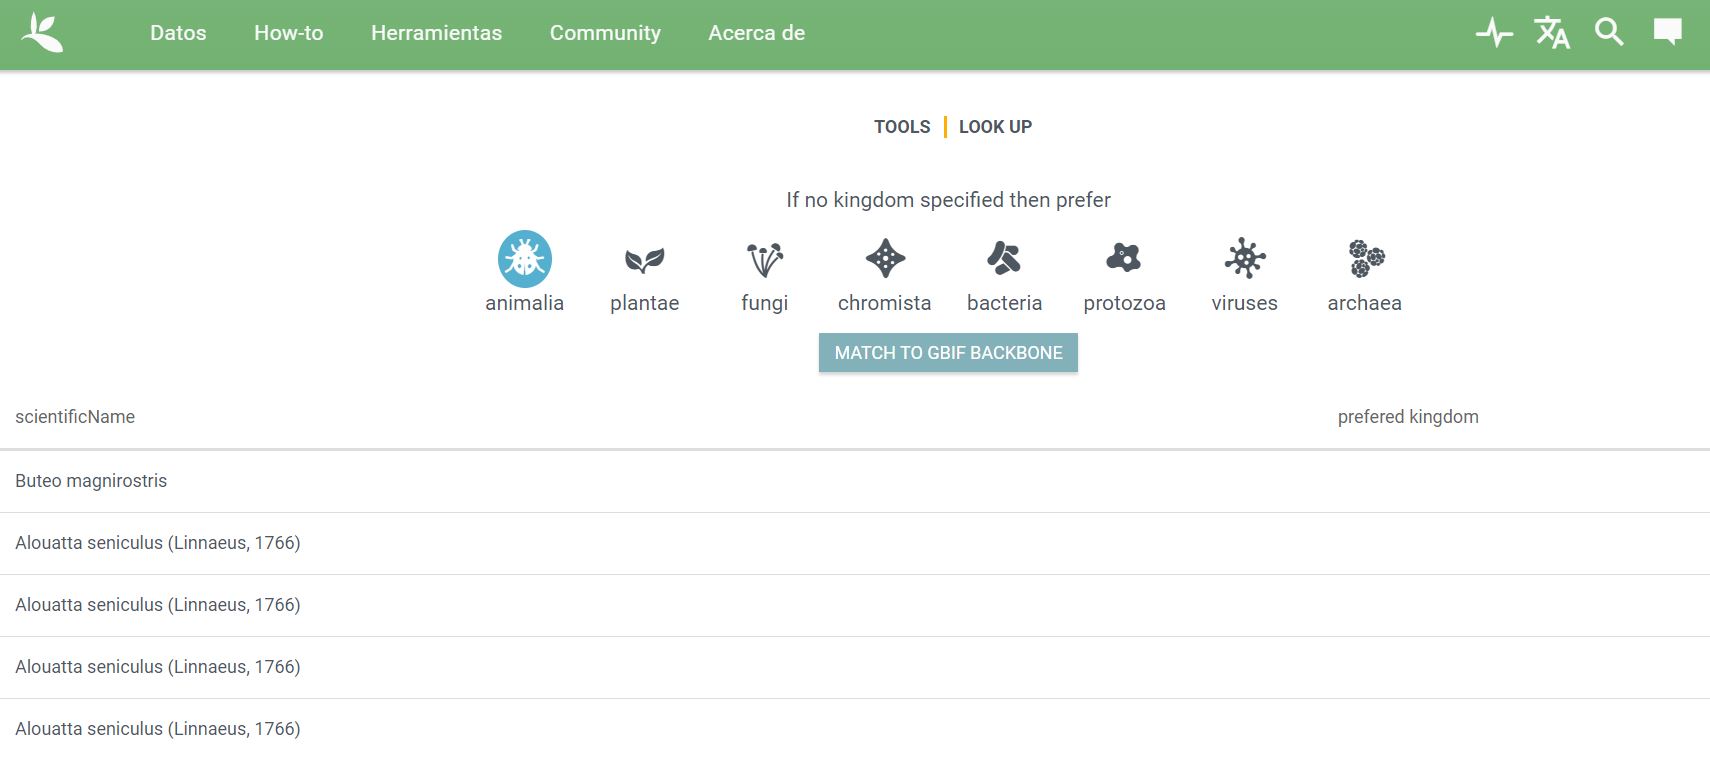 Datos How-to Herramientas Community Acerca de
TOOLS LOOK UP
If no kingdom specified then prefer
animalia plantae fungi chromista bacteria protozoa viruses archaea
MATCH TO GBIF BACKBONE
scientificName prefered kingdom
Buteo magnirostris
Alouatta seniculus (Linnaeus, 1766)
Alouatta seniculus (Linnaeus, 1766)
Alouatta seniculus (Linnaeus, 1766)
Alouatta seniculus (Linnaeus, 1766)